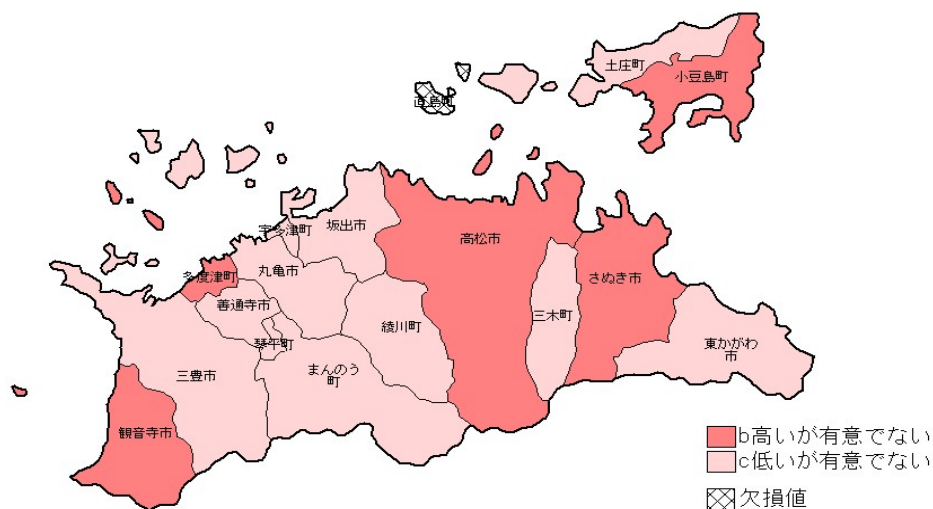 土庄町
小豆島町
直島町
宇多津町
坂出市
高松市
多度津町
丸亀市
さぬき市
善通寺市
三木町
綾川町
琴平町
東かがわ
市
三豊市
まんのう
町
観音寺市
b高いが有意でない
c低いが有意でない
欠損値